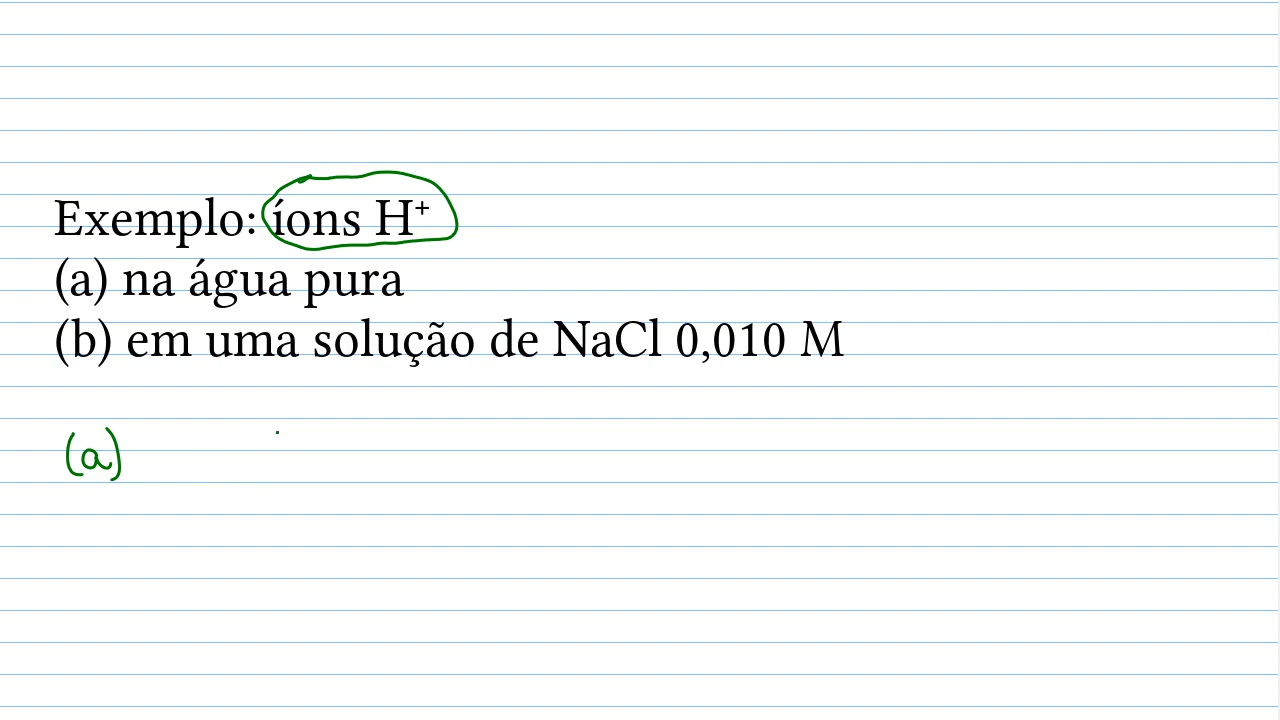 Exemplo: íons H⁺
(a) na água pura
(b) em uma solução de NaCl 0,010 M
(a)